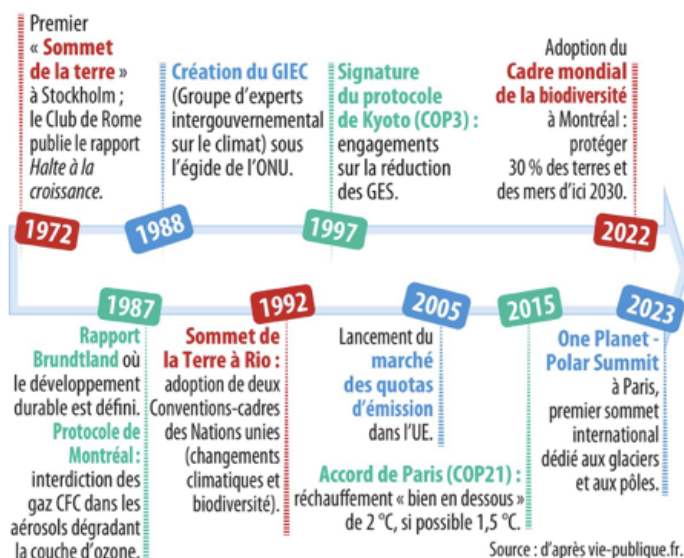 Premier
« Sommet
de la terre »
à Stockholm ;
le Club de Rome
publie le rapport
Halte à la
croissance.
1972
Création du GIEC
(Groupe d'experts
intergouvernemental
sur le climat) sous
l'égide de l'ONU.
1988
Signature
du protocole
de Kyoto (COP3) :
engagements
sur la réduction
des GES.
1997
Adoption du
Cadre mondial
de la biodiversité
à Montréal :
protéger
30 % des terres et
des mers d'ici 2030.
2022
1987
Rapport
Brundtland où
le développement
durable est défini.
Protocole de
Montréal :
interdiction des
gaz CFC dans les
aérosols dégradant
la couche d'ozone.
1992
Sommet de
la Terre à Rio :
adoption de deux
Conventions-cadres
des Nations unies
(changements
climatiques et
biodiversité).
2005
Lancement du
marché
des quotas
d'émission
dans l'UE.
2015
Accord de Paris (COP21) :
réchauffement « bien en dessous »
de 2 °C, si possible 1,5 °C.
2023
One Planet -
Polar Summit
à Paris,
premier sommet
international
dédié aux glaciers
et aux pôles.
Source : d'après vie-publique.fr.